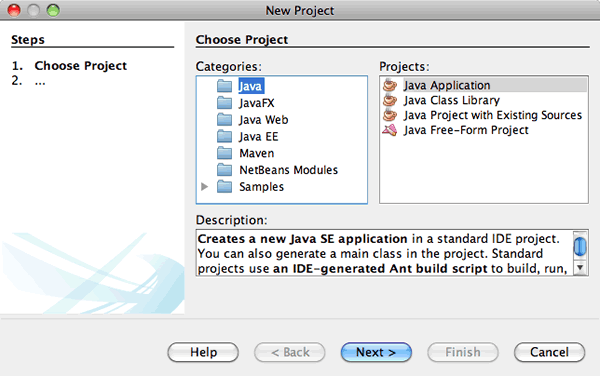 New Project
Steps
1. Choose Project
2. ...
Choose Project
Categories:
Java
JavaFX
Java Web
Java EE
Maven
NetBeans Modules
Samples
Projects:
Java Application
Java Class Library
Java Project with Existing Sources
Java Free-Form Project
Description:
Creates a new Java SE application in a standard IDE project.
You can also generate a main class in the project. Standard
projects use an IDE-generated Ant build script to build, run,
Help
< Back
Next >
Finish
Cancel